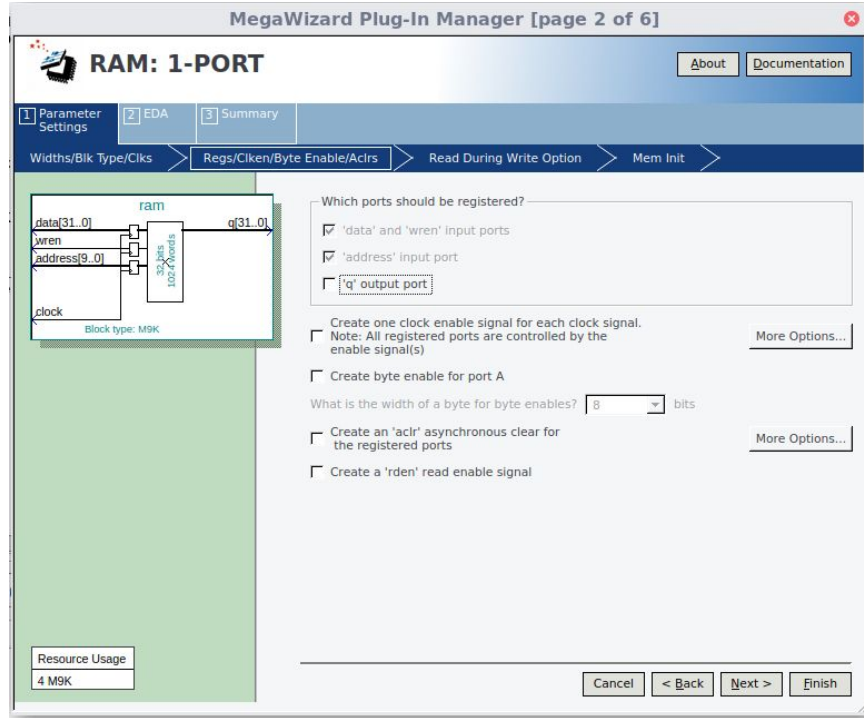 MegaWizard Plug-In Manager [page 2 of 6]
RAM: 1-PORT
About
Documentation
1 Parameter Settings
2 EDA
3 Summary
Widths/Blk Type/Clks
Regs/Clken/Byte Enable/Aclrs
Read During Write Option
Mem Init
ram
data[31..0]
q[31..0]
wren
address[9..0]
32 bits
1024 words
clock
Block type: M9K
Which ports should be registered?
'data' and 'wren' input ports
'address' input port
'q' output port
Create one clock enable signal for each clock signal.
Note: All registered ports are controlled by the
enable signal(s)
More Options...
Create byte enable for port A
What is the width of a byte for byte enables?
8
bits
Create an 'aclr' asynchronous clear for
the registered ports
More Options...
Create a 'rden' read enable signal
Resource Usage
4 M9K
Cancel
< Back
Next >
Finish